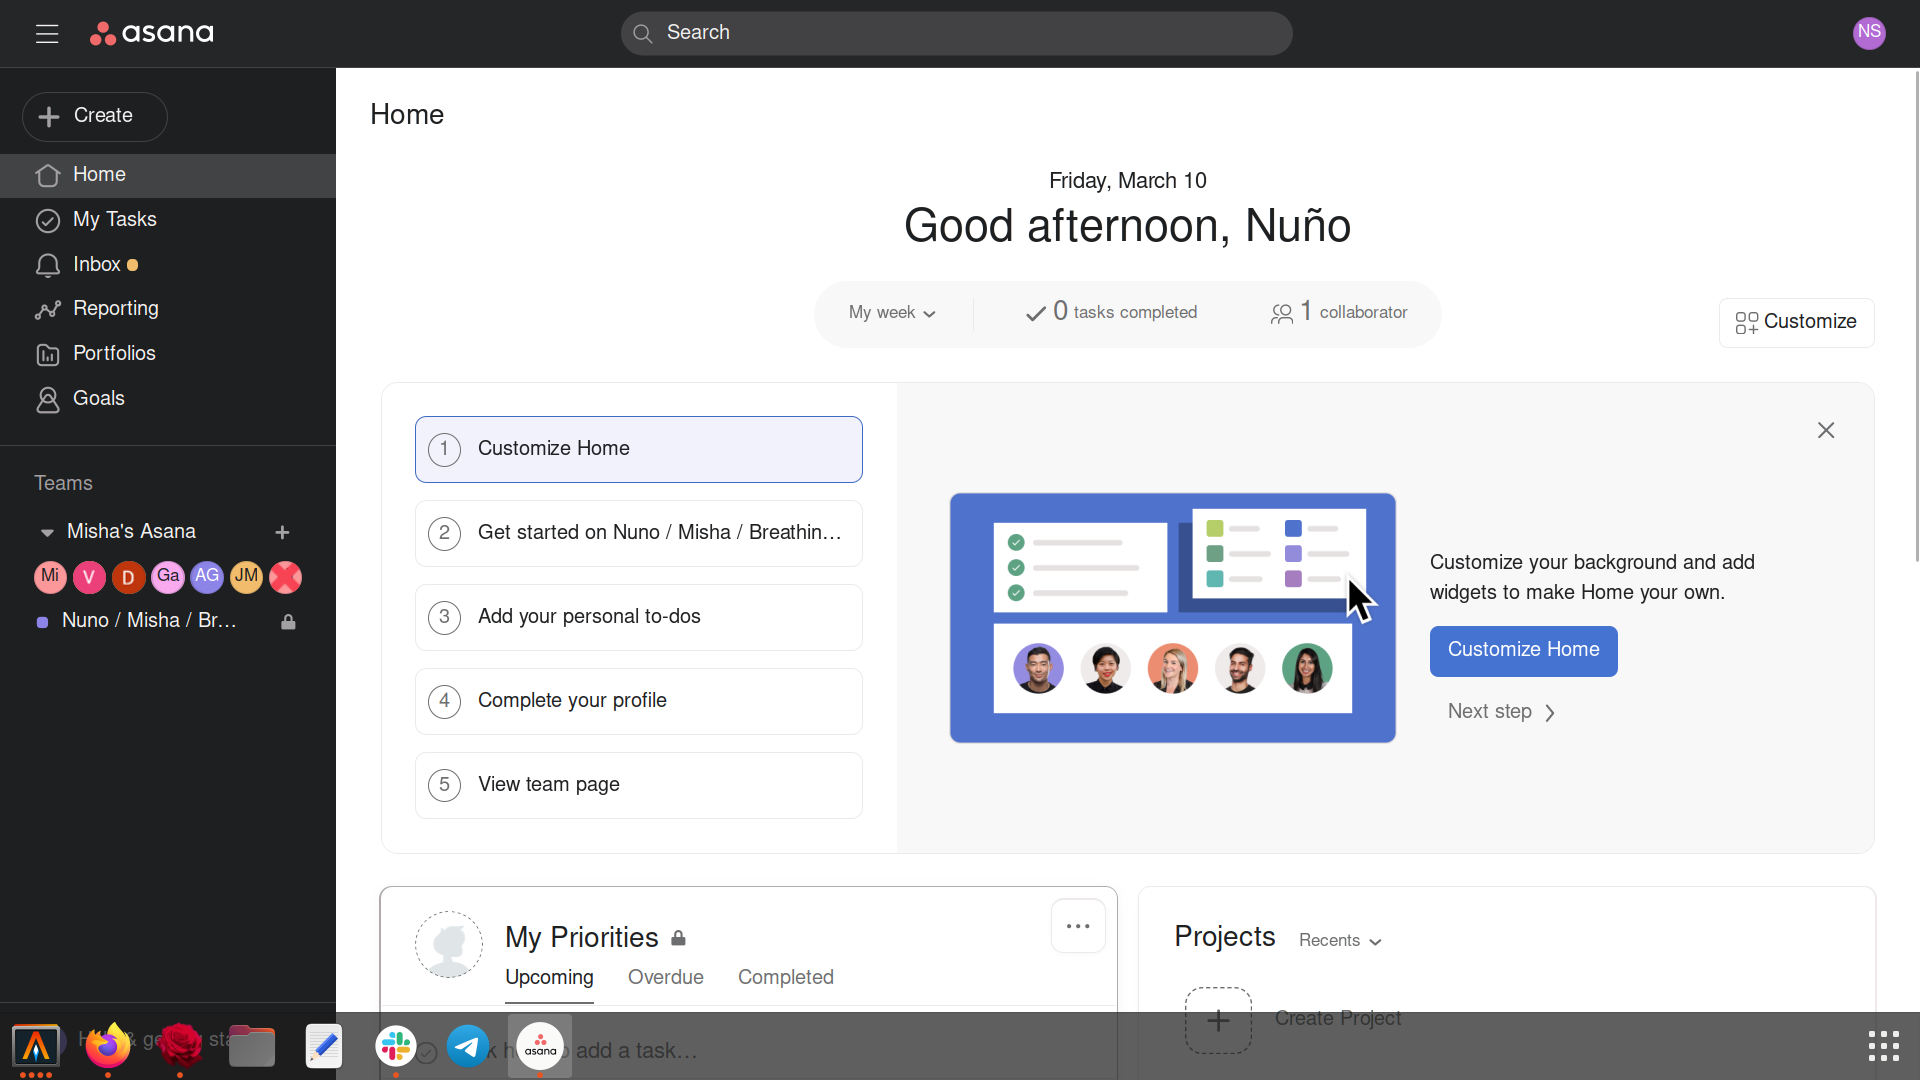 asana
Search
NS
Create
Home
My Tasks
Inbox
Reporting
Portfolios
Goals
Teams
Misha's Asana
Mi V D Ga AG JM
Nuno / Misha / Br...
Home
Friday, March 10
Good afternoon, Nuño
My week
0 tasks completed
1 collaborator
Customize
1 Customize Home
2 Get started on Nuno / Misha / Breathin...
3 Add your personal to-dos
4 Complete your profile
5 View team page
Customize your background and add
widgets to make Home your own.
Customize Home
Next step
My Priorities
Upcoming Overdue Completed
add a task...
Projects Recents
Create Project
asana